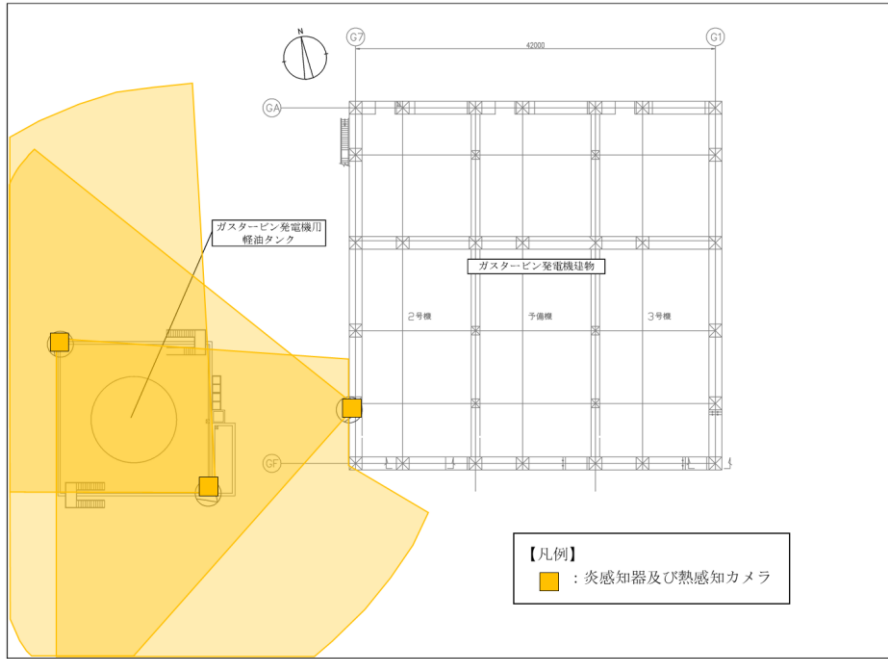 N
G7
G1
42000
GA
ガスタービン発電機用
軽油タンク
ガスタービン発電機建物
2号機
予備機
3号機
GF
【凡例】
：炎感知器及び熱感知カメラ